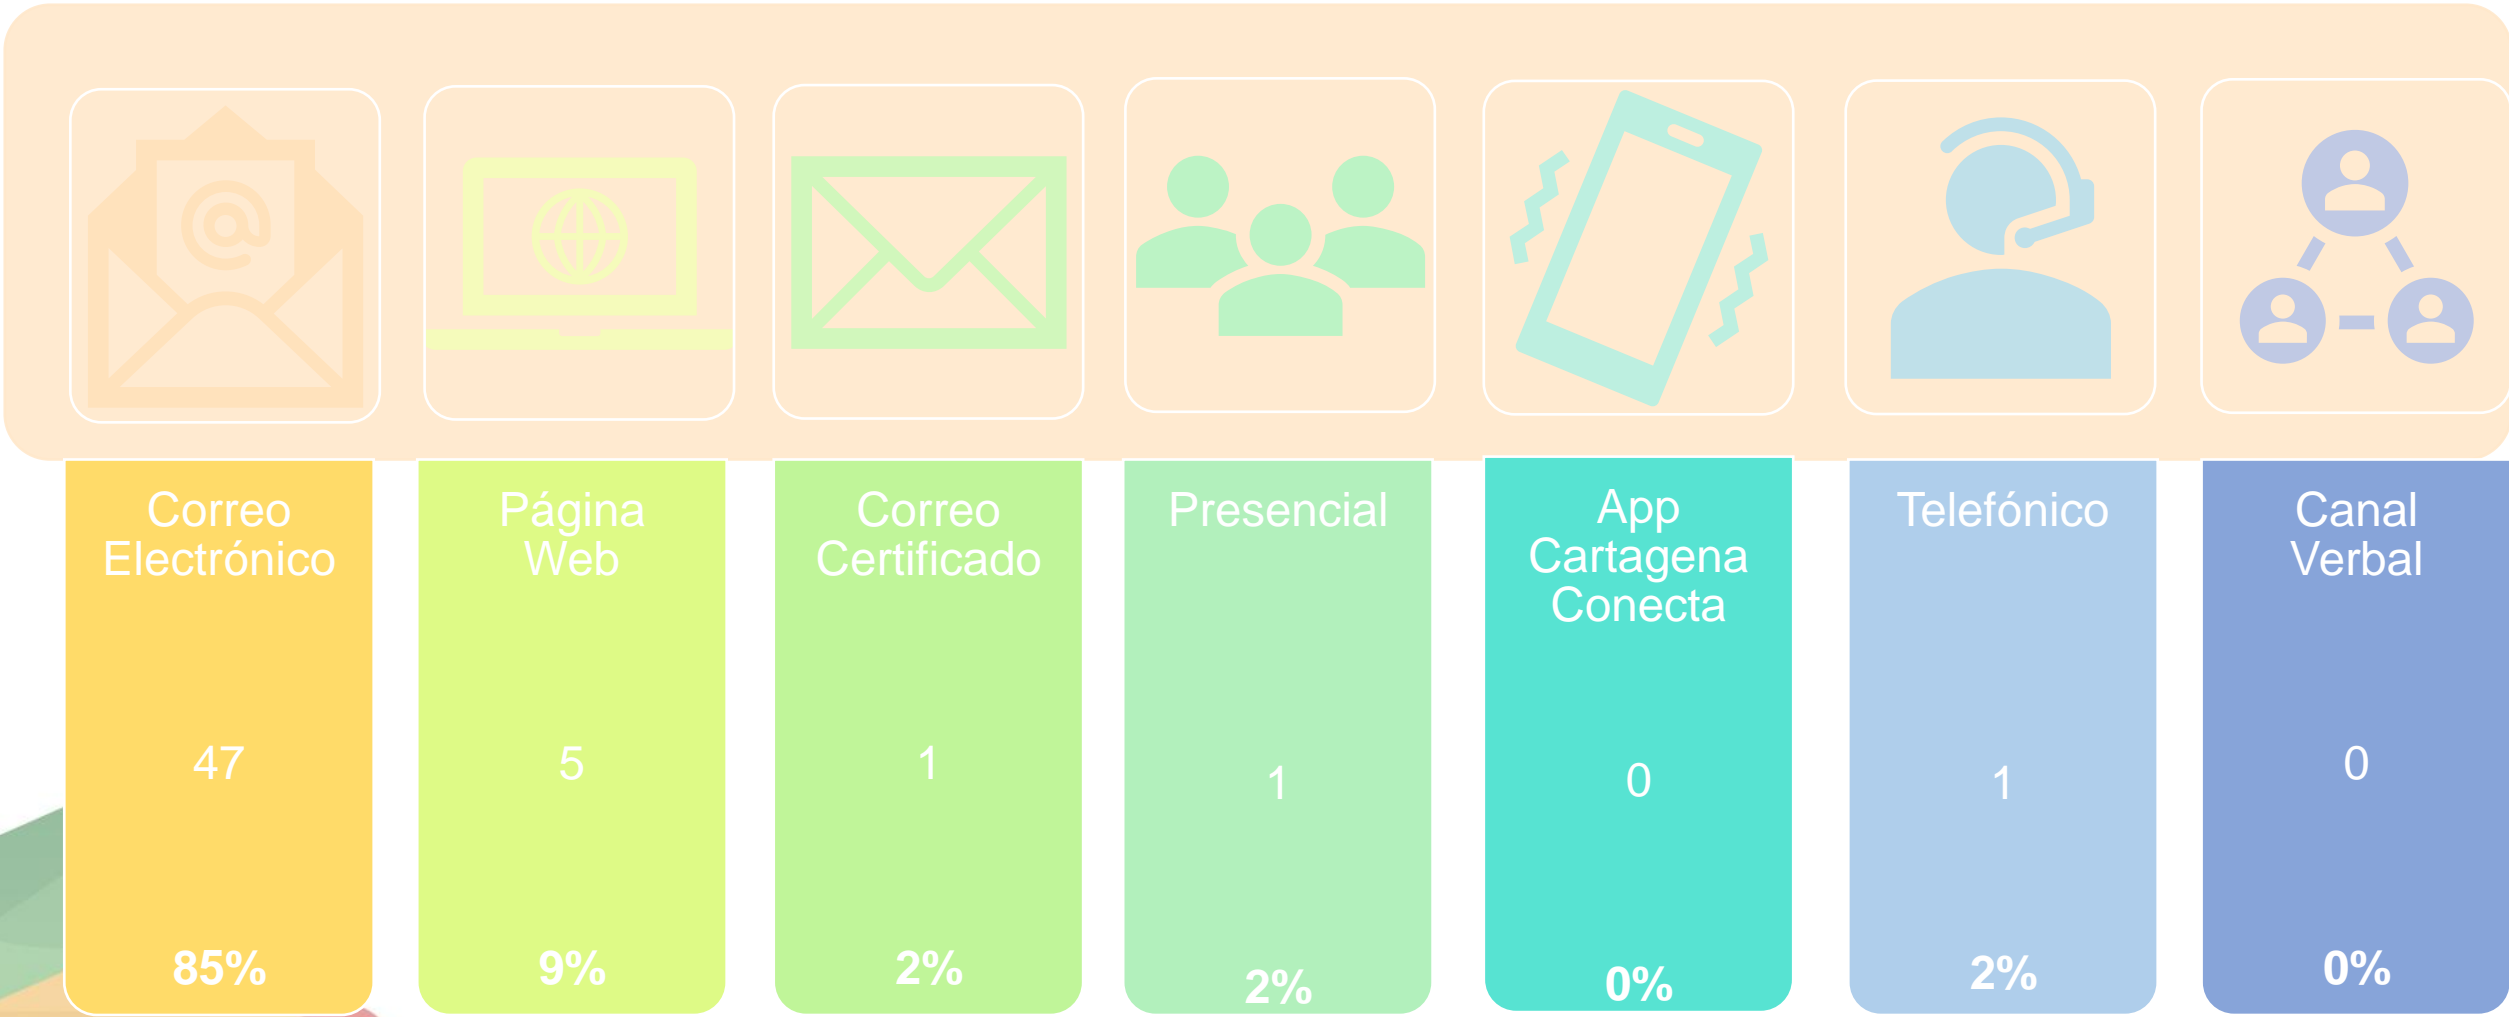 Correo
Electrónico
47
85%
Página
Web
5
9%
Correo
Certificado
1
2%
Presencial
1
2%
App
Cartagena
Conecta
0
0%
Telefónico
1
2%
Canal
Verbal
0
0%